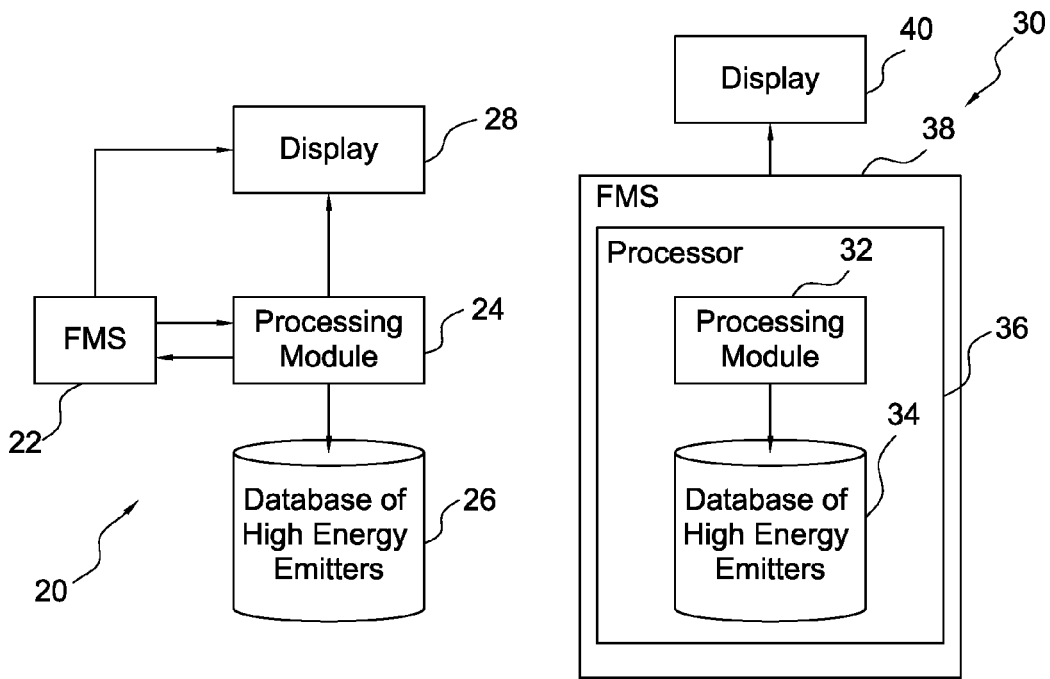 Display
28
FMS
22
Processing
Module
24
Database of
High Energy
Emitters
26
20
Display
40
30
38
FMS
Processor
32
Processing
Module
36
34
Database of
High Energy
Emitters